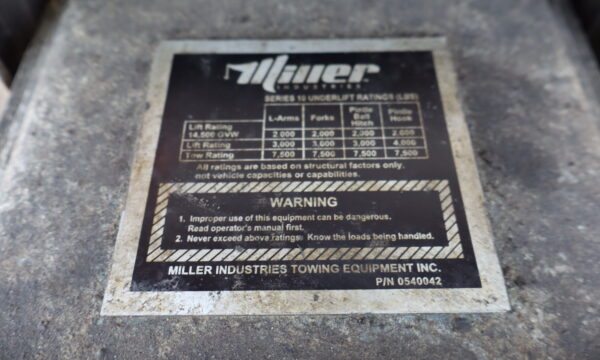 Miller
INDUSTRIES
SERIES 10 UNDERLIFT RATINGS (LBS)
L-Arms Forks Pintle Ball Hitch Pintle Hook
Lift Rating
14,500 GVW 2,000 2,000 2,000 2,000
Lift Rating 3,000 3,000 3,000 4,000
Tow Rating 7,500 7,500 7,500 7,500
All ratings are based on structural factors only,
not vehicle capacities or capabilities.
WARNING
1. Improper use of this equipment can be dangerous.
Read operator's manual first.
2. Never exceed above ratings. Know the loads being handled.
MILLER INDUSTRIES TOWING EQUIPMENT INC.
P/N 0540042